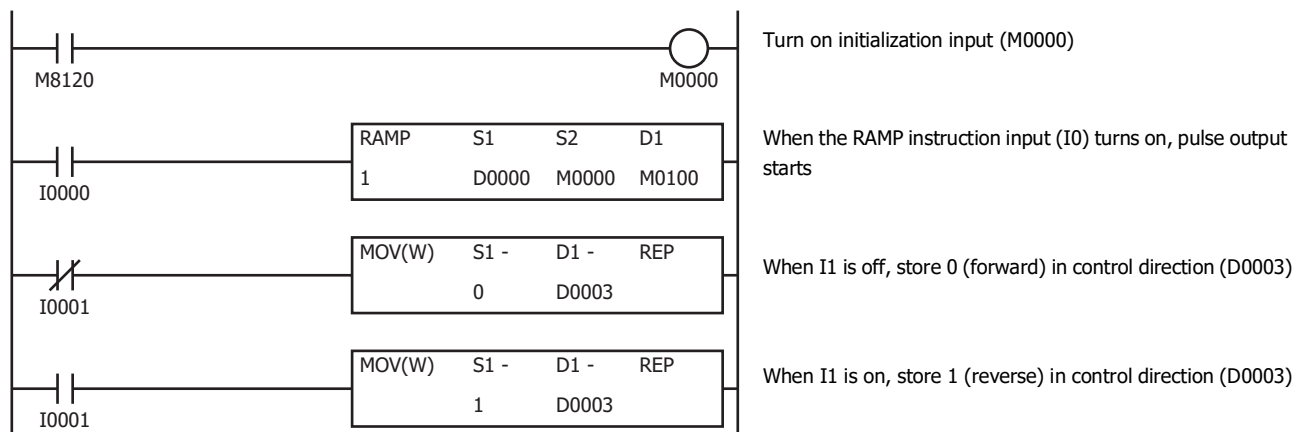 M8120
M0000
Turn on initialization input (M0000)
I0000
RAMP S1 S2 D1
1 D0000 M0000 M0100
When the RAMP instruction input (I0) turns on, pulse output
starts
I0001
MOV(W) S1 - D1 - REP
0 D0003
When I1 is off, store 0 (forward) in control direction (D0003)
I0001
MOV(W) S1 - D1 - REP
1 D0003
When I1 is on, store 1 (reverse) in control direction (D0003)